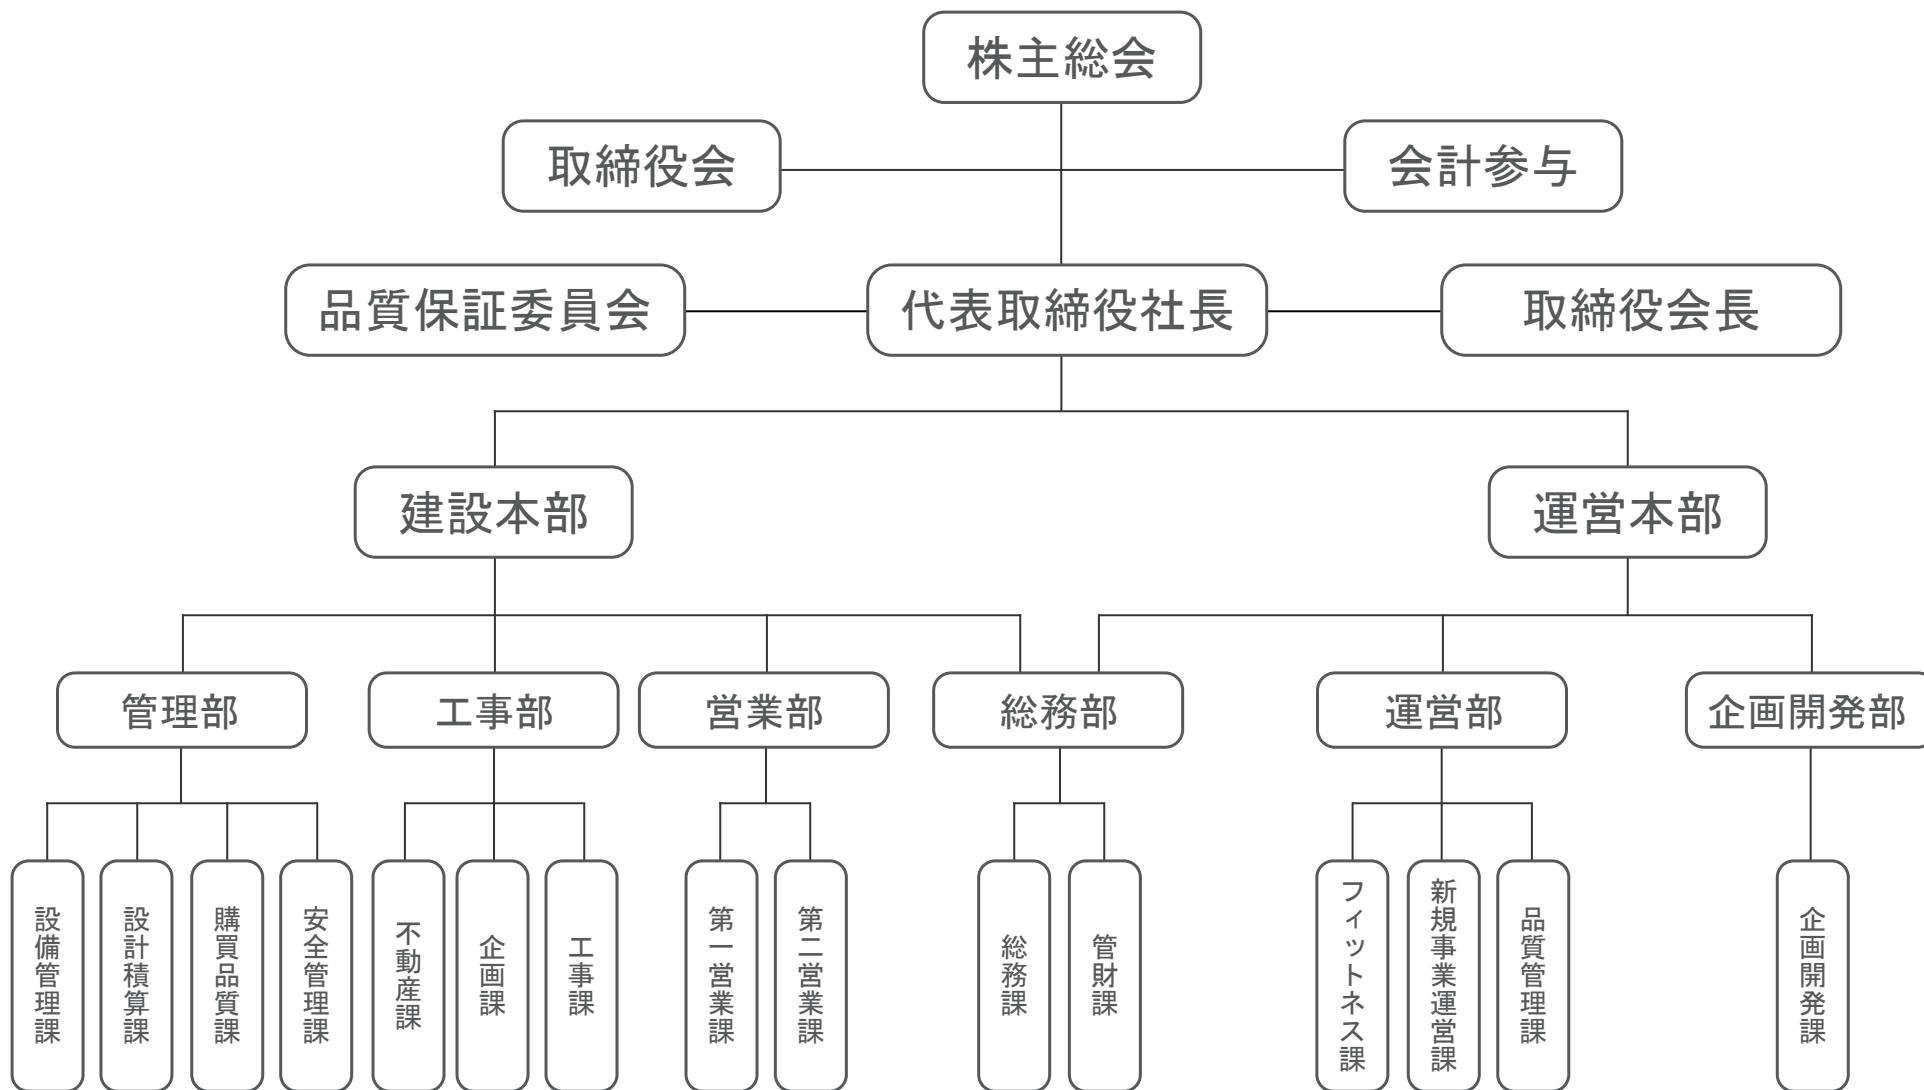 株主総会
取締役会
会計参与
品質保証委員会
代表取締役社長
取締役会長
建設本部
運営本部
管理部
工事部
営業部
総務部
運営部
企画開発部
設備管理課
設計積算課
購買品質課
安全管理課
不動産課
企画課
工事課
第一営業課
第二営業課
総務課
管財課
フィットネス課
新規事業運営課
品質管理課
企画開発課